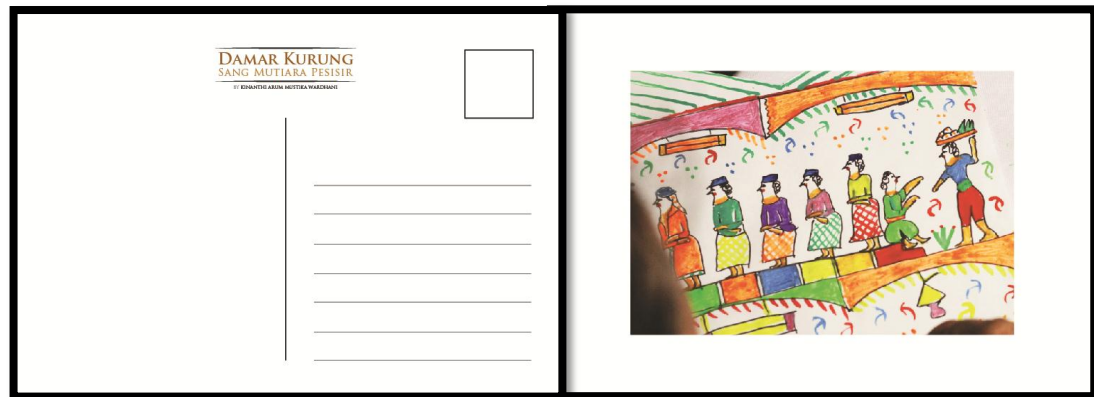 DAMAR KURUNG
SANG MUTIARA PESISIR
BY KINANTHI ARUM MUSTIKA WARDHANI